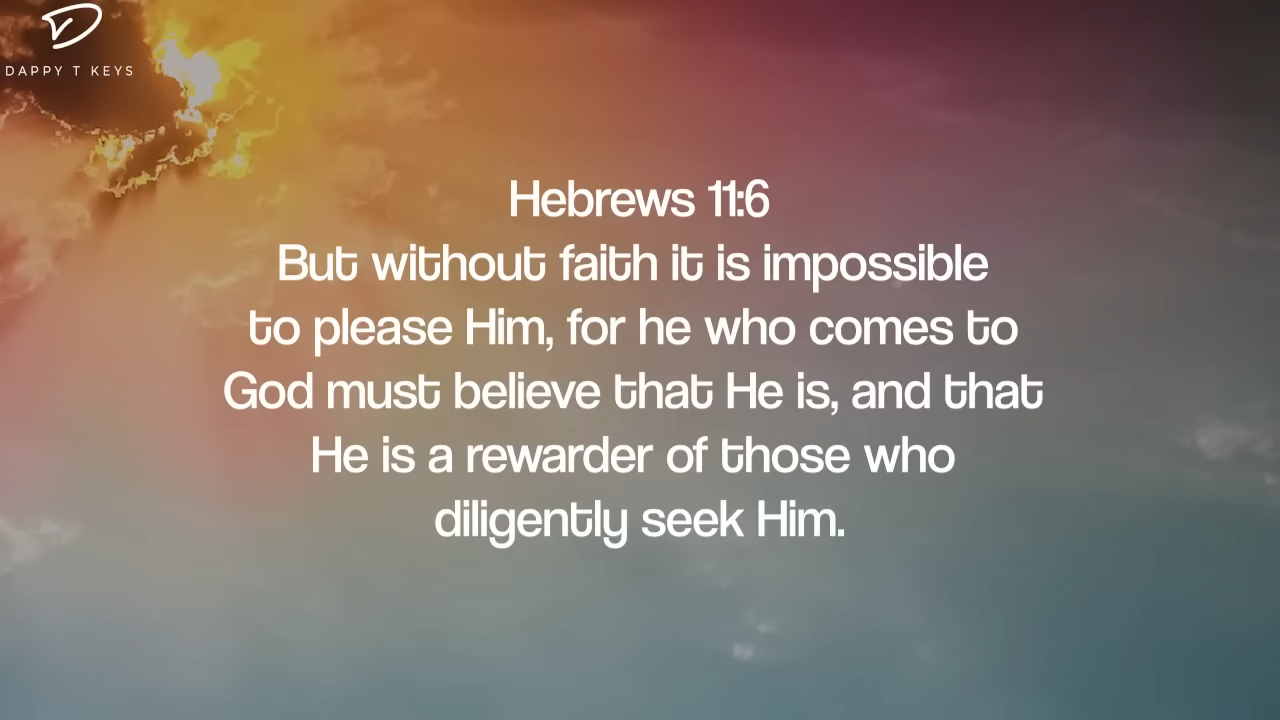 DAPPY T KEYS
Hebrews 11:6
But without faith it is impossible
to please Him, for he who comes to
God must believe that He is, and that
He is a rewarder of those who
diligently seek Him.